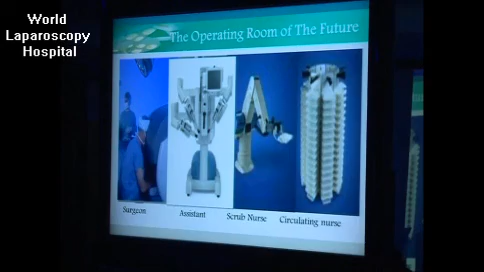 World
Laparoscopy
Hospital
The Operating Room of The Future
Surgeon
Assistant
Scrub Nurse
Circulating nurse